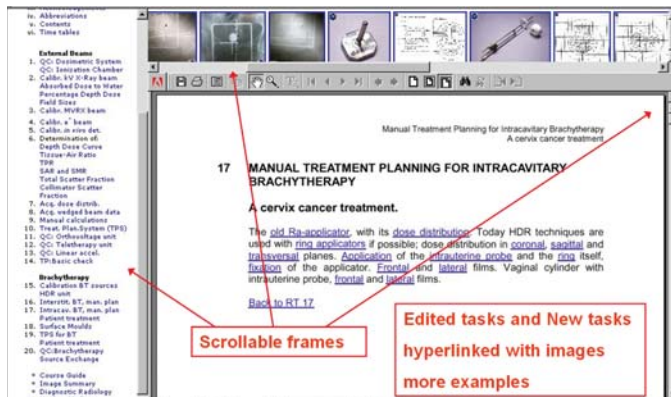 iv. Abbreviations
v. Contents
vi. Time tables
External Beams
1. QC: Dosimetric System
QC: Ionization Chamber
2. Calibr. kV X-Ray beam
Absorbed Dose to Water
Percentage Depth Dose
Field Sizes
3. Calibr. MVRX beam
4. Calibr. e⁻ beam
5. Calibr. in vivo det.
6. Determination of:
Depth Dose Curve
Tissue-Air Ratio
TPR
SAR and SMR
Total Scatter Fraction
Collimator Scatter
Fraction
7. Acq. dose distrib.
8. Acq. wedged beam data
9. Manual calculations
10. Treat. Plan.System (TPS)
11. QC: Orthovoltage unit
12. QC: Teletherapy unit
13. QC: Linear accel.
14. TP:Basic check
Brachytherapy
15. Calibration BT sources
HDR unit
16. Interstit. BT, man. plan
17. Intracav. BT, man. plan
Patient treatment
18. Surface Moulds
19. TPS for BT
Patient treatment
20. QC:Brachytherapy
Source Exchange
* Course Guide
* Image Summary
* Diagnostic Radiology
Manual Treatment Planning for Intracavitary Brachytherapy
A cervix cancer treatment
17 MANUAL TREATMENT PLANNING FOR INTRACAVITARY
BRACHYTHERAPY
A cervix cancer treatment.
The old Ra-applicator, with its dose distribution. Today HDR techniques are
used with ring applicators if possible; dose distribution in coronal, sagittal and
transversal planes. Application of the intrauterine probe and the ring itself,
fixation of the applicator. Frontal and lateral films. Vaginal cylinder with
intrauterine probe, frontal and lateral films.
Back to RT 17
Scrollable frames
Edited tasks and New tasks
hyperlinked with images
more examples